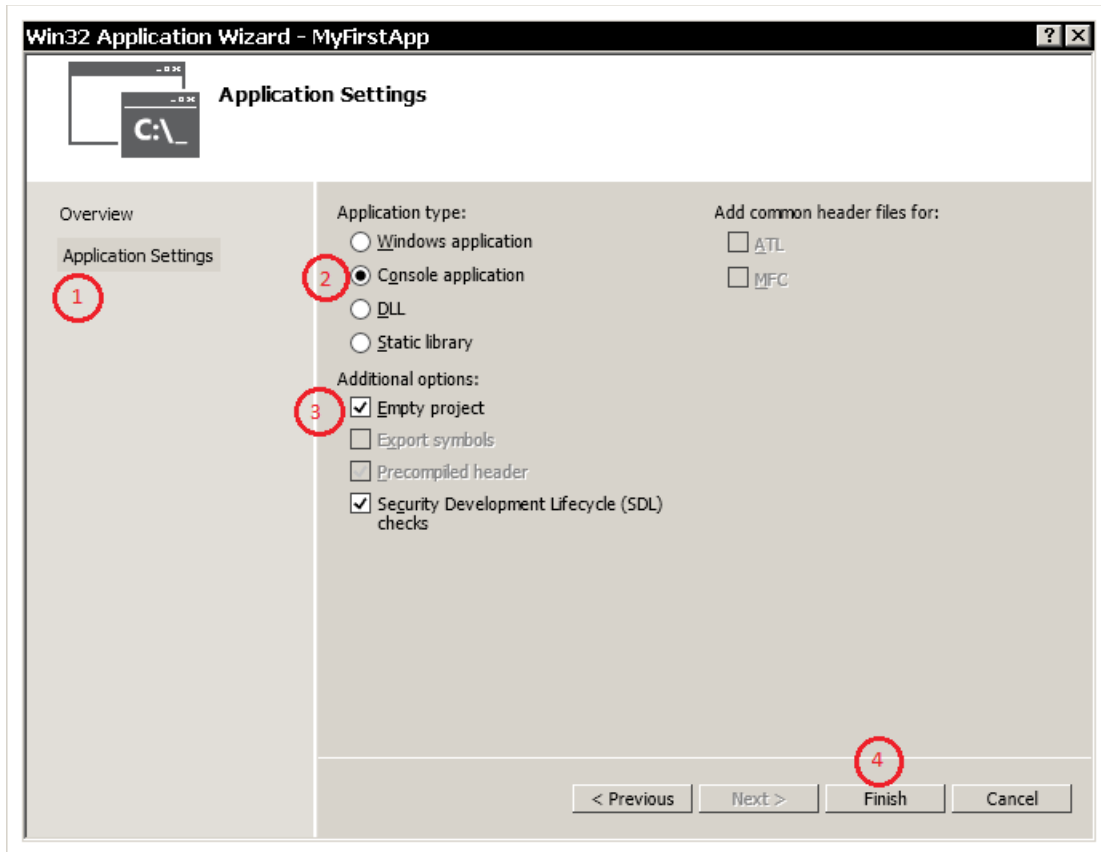 Win32 Application Wizard - MyFirstApp
? X
C:\_
Application Settings
Overview
Application Settings
1
Application type:
Windows application
2
Console application
DLL
Static library
Additional options:
3
Empty project
Export symbols
Precompiled header
Security Development Lifecycle (SDL)
checks
Add common header files for:
ATL
MFC
4
< Previous
Next >
Finish
Cancel